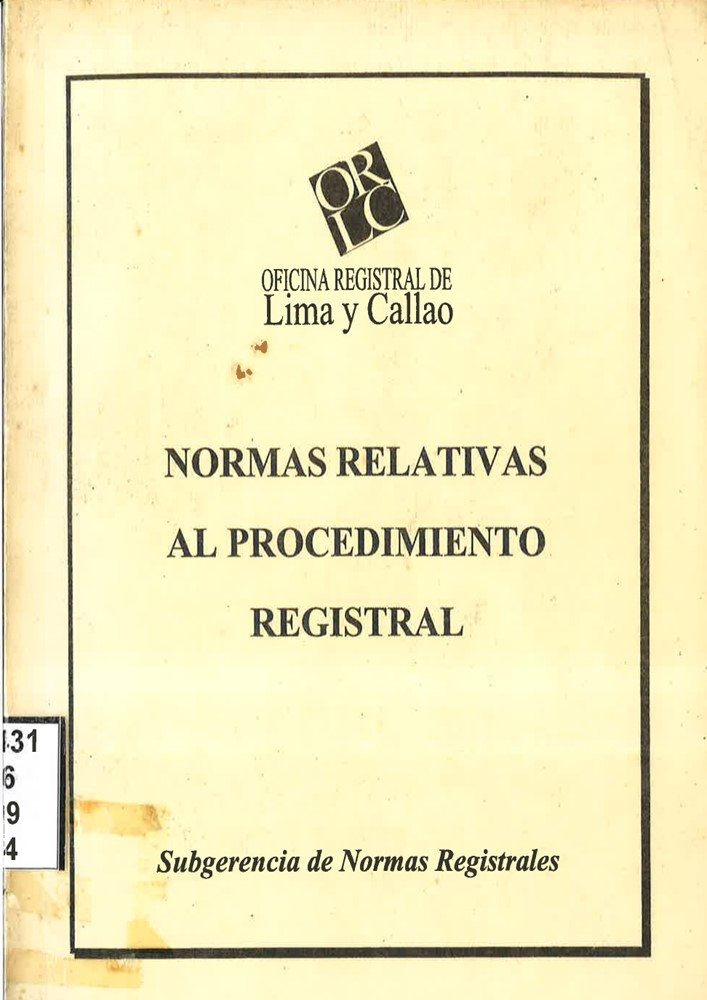 OR
LC
OFICINA REGISTRAL DE
Lima y Callao
NORMAS RELATIVAS
AL PROCEDIMIENTO
REGISTRAL
31
6
9
4
Subgerencia de Normas Registrales